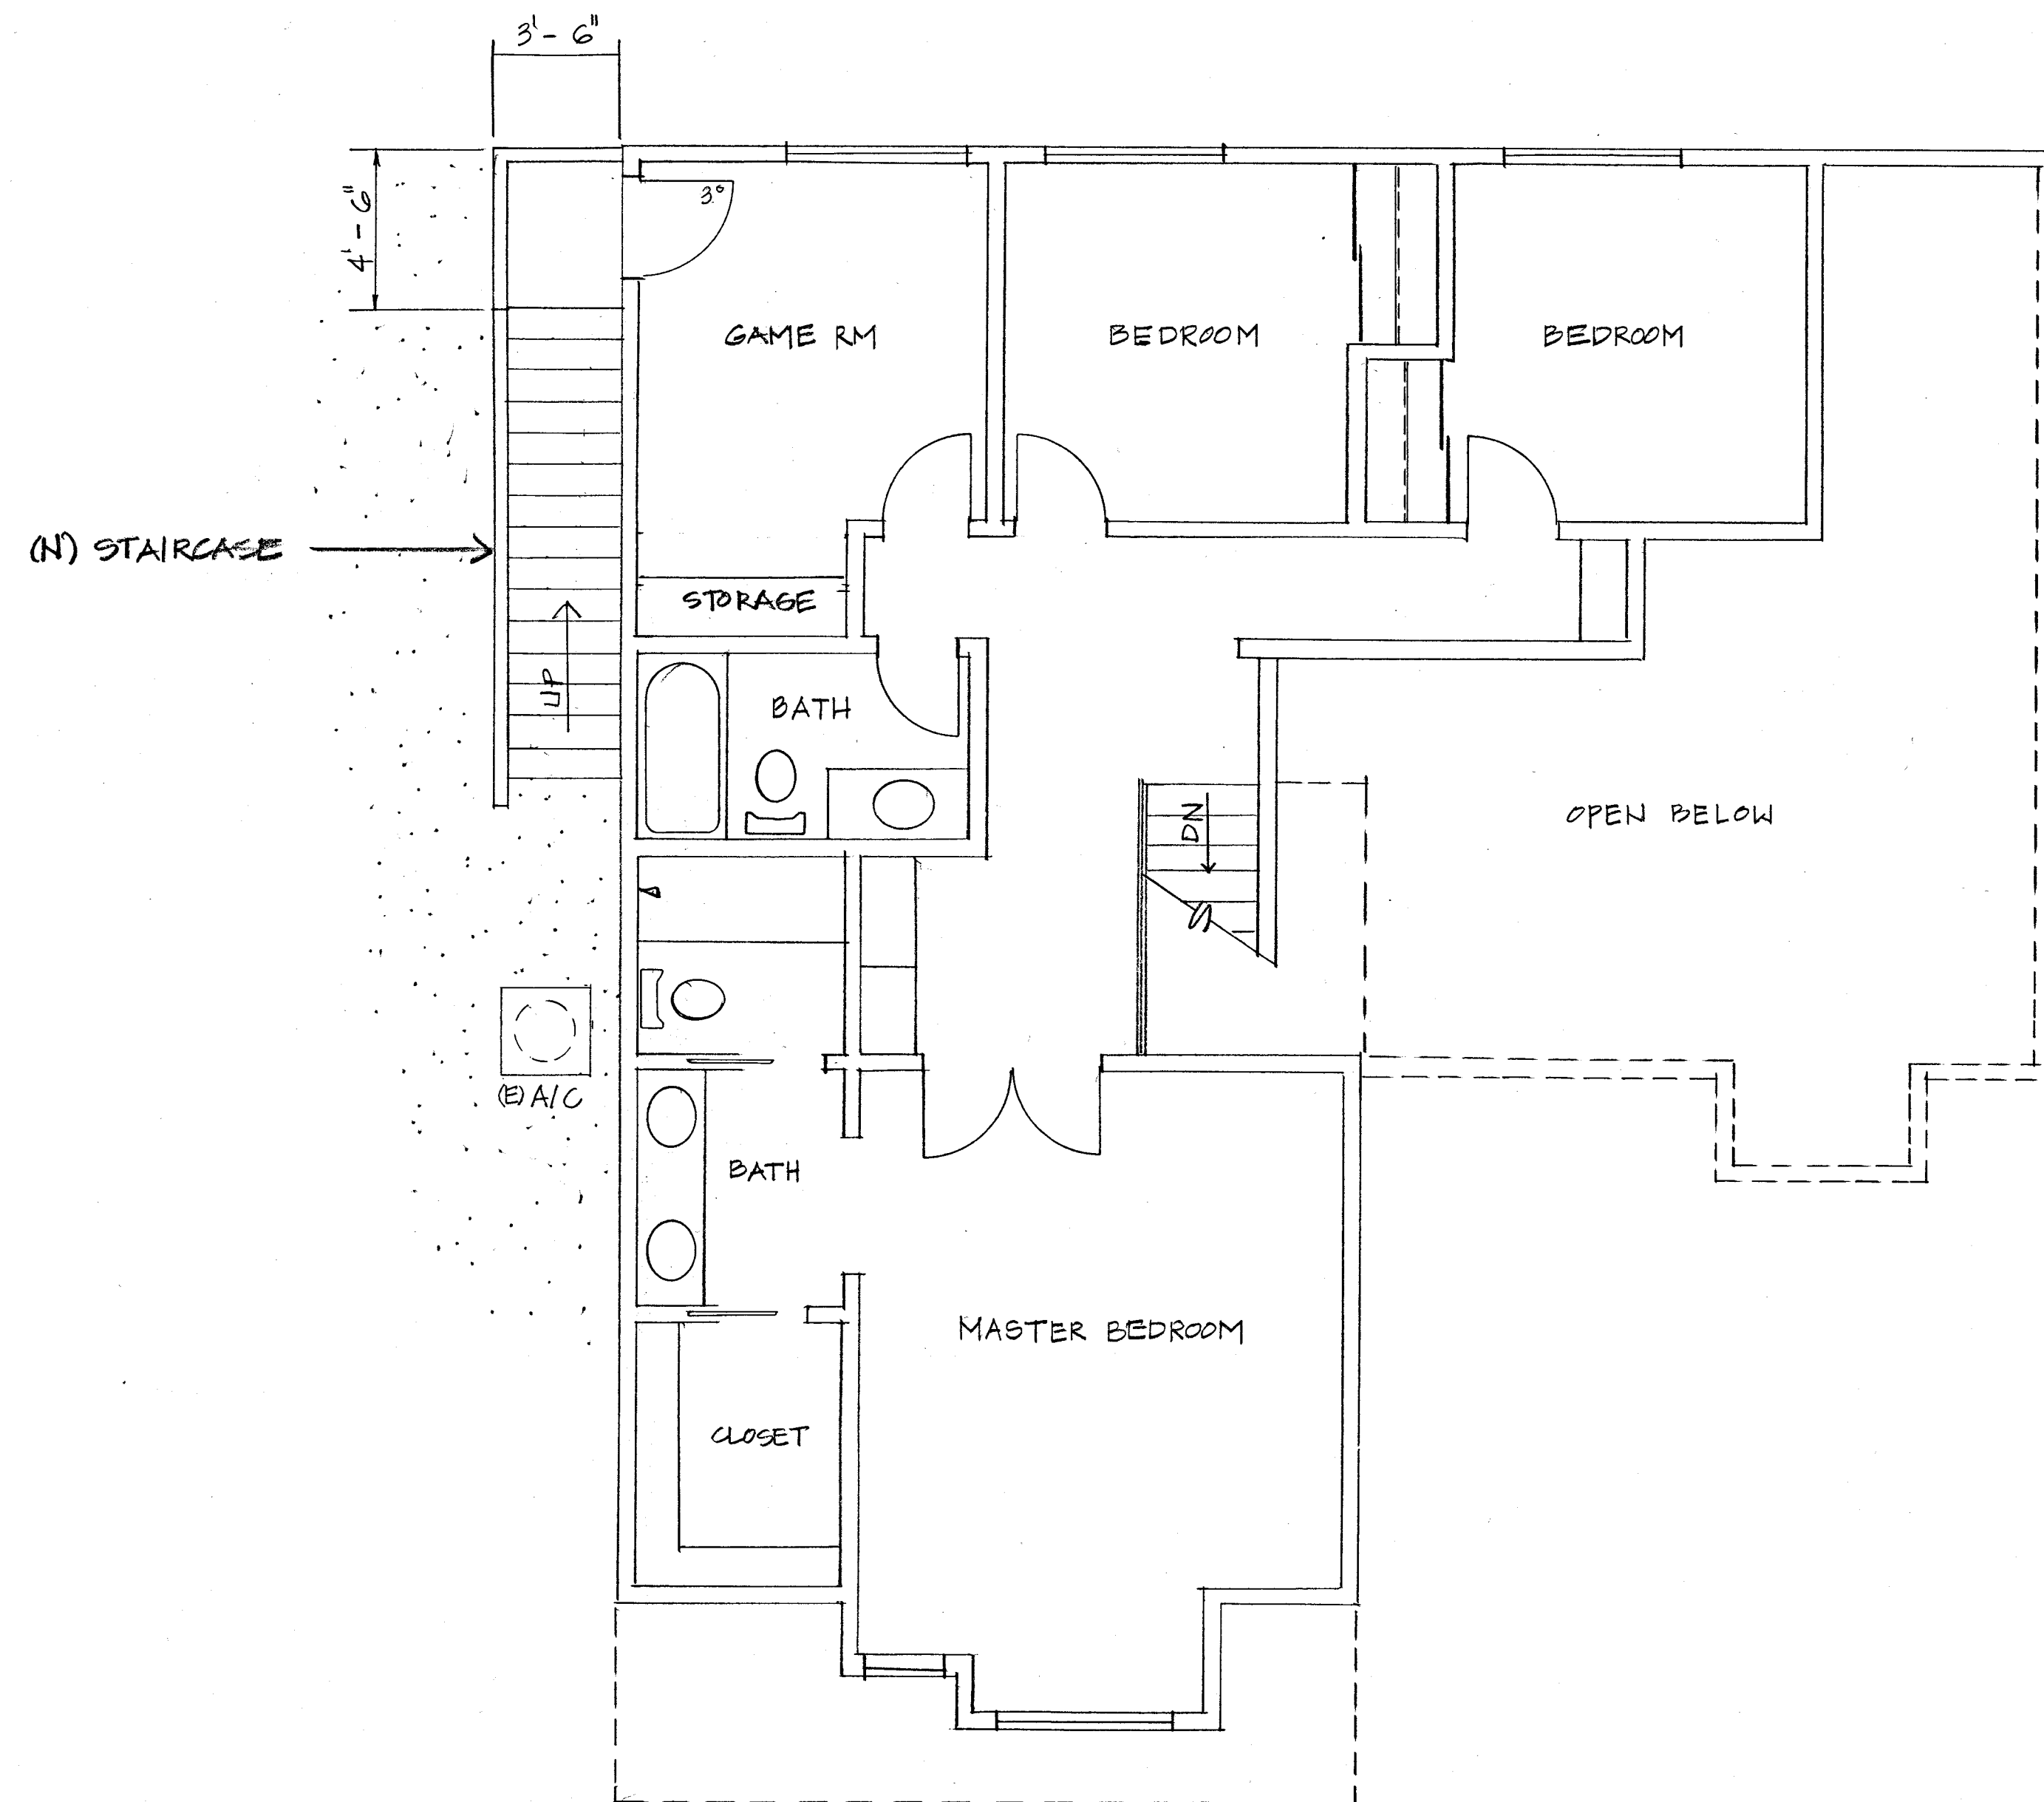 3'- 6"
4'- 6"
3⁰
GAME RM
BEDROOM
BEDROOM
(N) STAIRCASE
STORAGE
UP
BATH
DN
OPEN BELOW
(E) A/C
BATH
MASTER BEDROOM
CLOSET